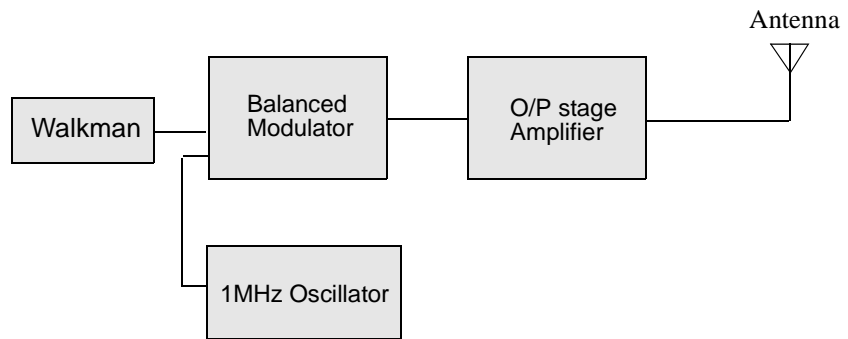 Antenna
Walkman
Balanced
Modulator
O/P stage
Amplifier
1MHz Oscillator